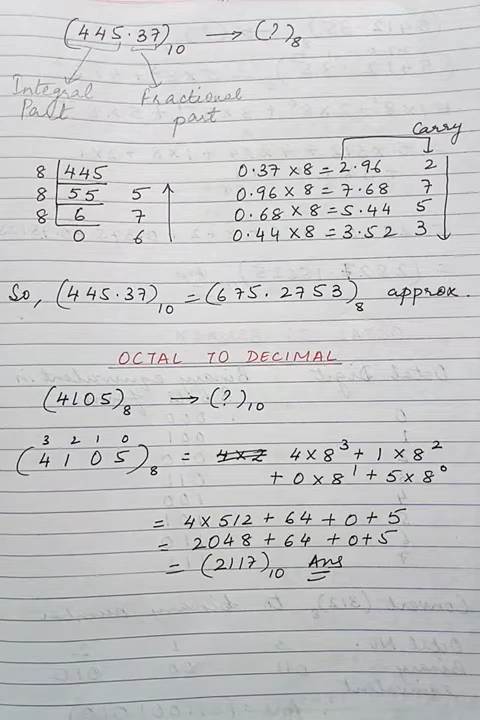 (445.37)₁₀ → (?)₈
Integral Part
Fractional part
Carry
8 | 445
8 | 55 5
8 | 6 7
0 6
0.37 × 8 = 2.96 2
0.96 × 8 = 7.68 7
0.68 × 8 = 5.44 5
0.44 × 8 = 3.52 3
So, (445.37)₁₀ = (675.2753)₈ approx.
OCTAL TO DECIMAL
(4105)₈ → (?)₁₀
3 2 1 0
(4 1 0 5)₈ = 4 × 8³ + 1 × 8²
+ 0 × 8¹ + 5 × 8⁰
= 4 × 512 + 64 + 0 + 5
= 2048 + 64 + 0 + 5
= (2117)₁₀ Ans